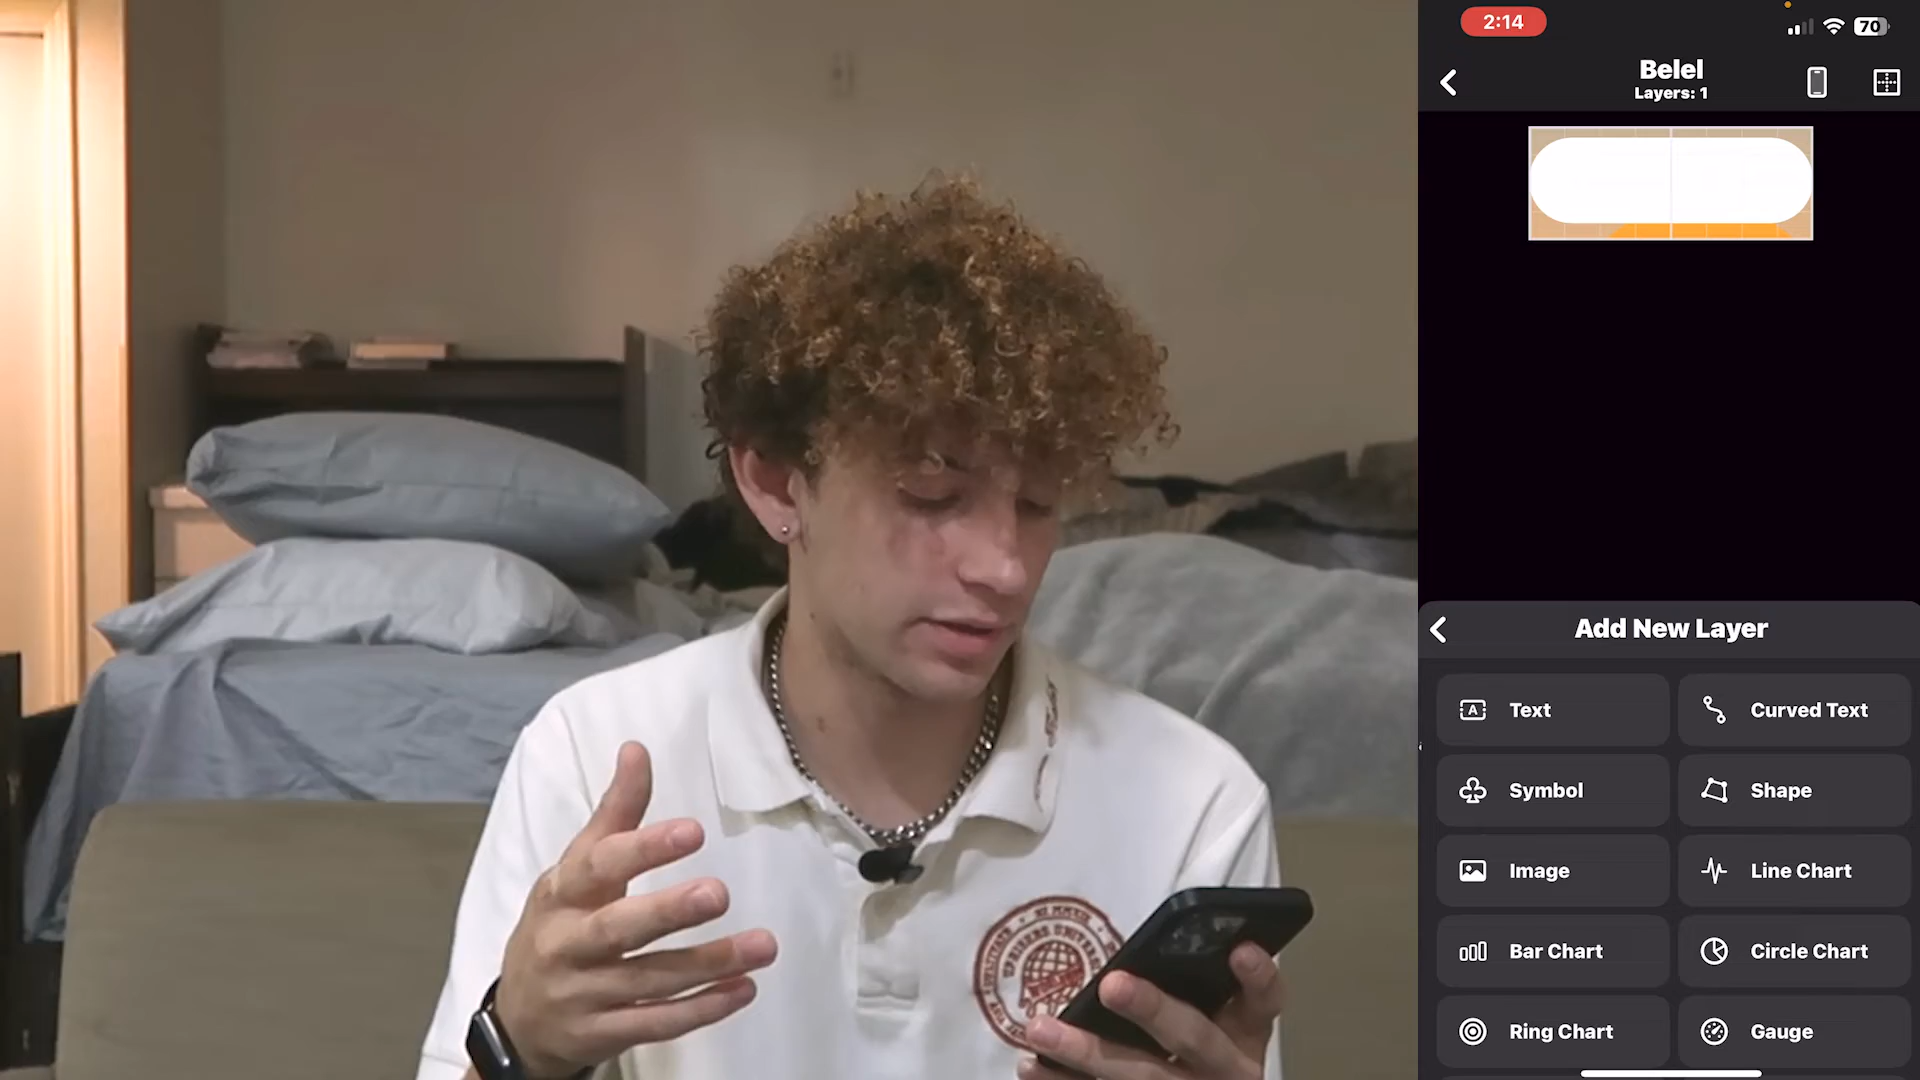 2:14
70
Belel
Layers: 1
Add New Layer
Text
Curved Text
Symbol
Shape
Image
Line Chart
Bar Chart
Circle Chart
Ring Chart
Gauge